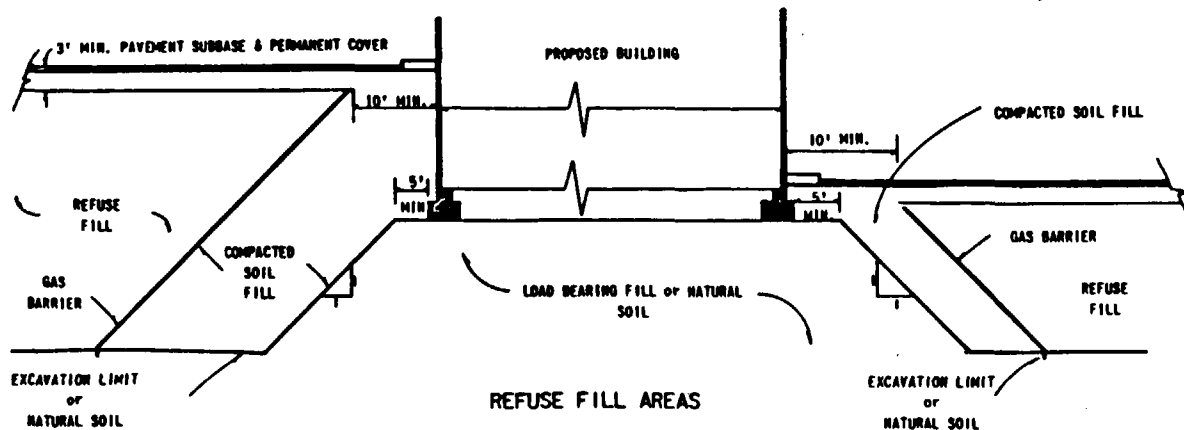 3' MIN. PAVEMENT SUBBASE & PERMANENT COVER
PROPOSED BUILDING
10' MIN.
COMPACTED SOIL FILL
10' MIN.
5'
MIN
5'
MIN
REFUSE
FILL
COMPACTED
SOIL
FILL
GAS BARRIER
GAS
BARRIER
LOAD BEARING FILL or NATURAL
SOIL
REFUSE
FILL
1
1
EXCAVATION LIMIT
or
NATURAL SOIL
REFUSE FILL AREAS
EXCAVATION LIMIT
or
NATURAL SOIL